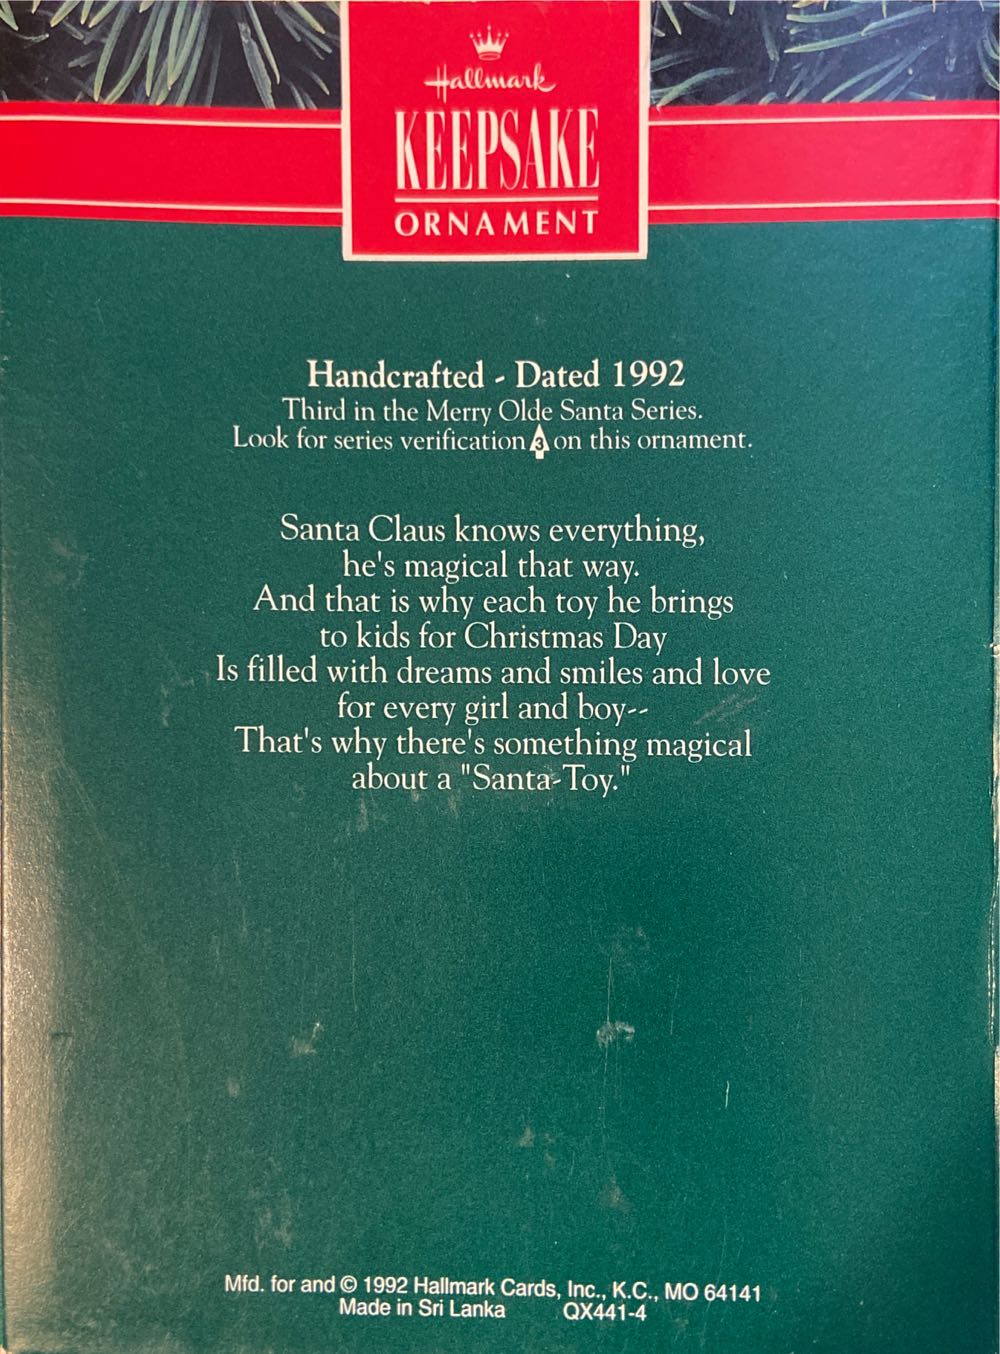 Hallmark
KEEPSAKE
ORNAMENT
Handcrafted - Dated 1992
Third in the Merry Olde Santa Series.
Look for series verification 3 on this ornament.
Santa Claus knows everything,
he's magical that way.
And that is why each toy he brings
to kids for Christmas Day
Is filled with dreams and smiles and love
for every girl and boy--
That's why there's something magical
about a "Santa-Toy."
Mfd. for and © 1992 Hallmark Cards, Inc., K.C., MO 64141
Made in Sri Lanka QX441-4